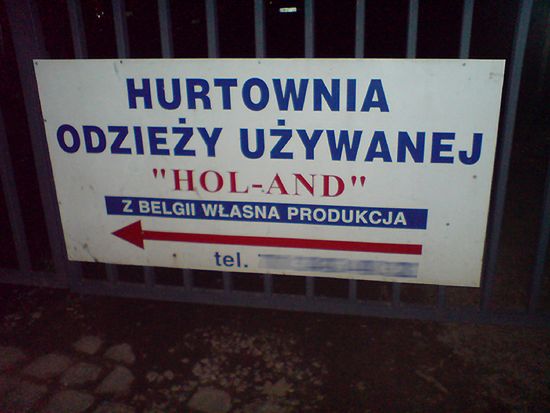 HURTOWNIA
ODZIEŻY UŻYWANEJ
"HOL-AND"
Z BELGII WŁASNA PRODUKCJA
tel.